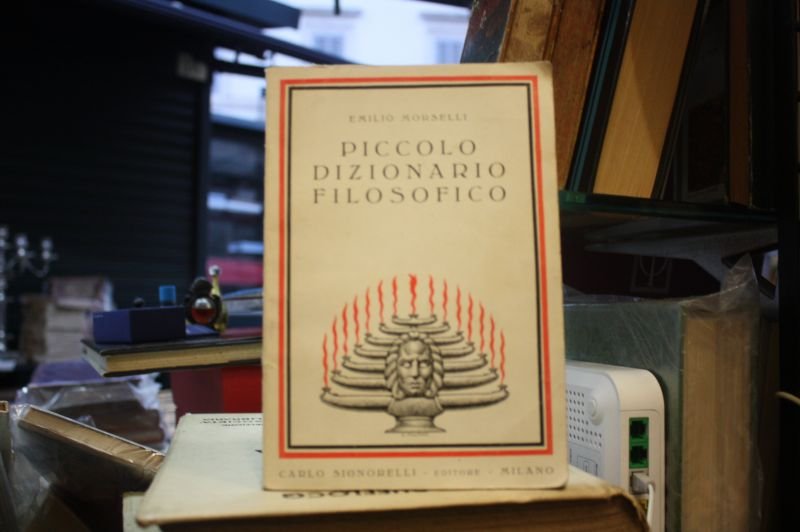 EMILIO MORSELLI
PICCOLO
DIZIONARIO
FILOSOFICO
CARLO SIGNORELLI - EDITORE - MILANO